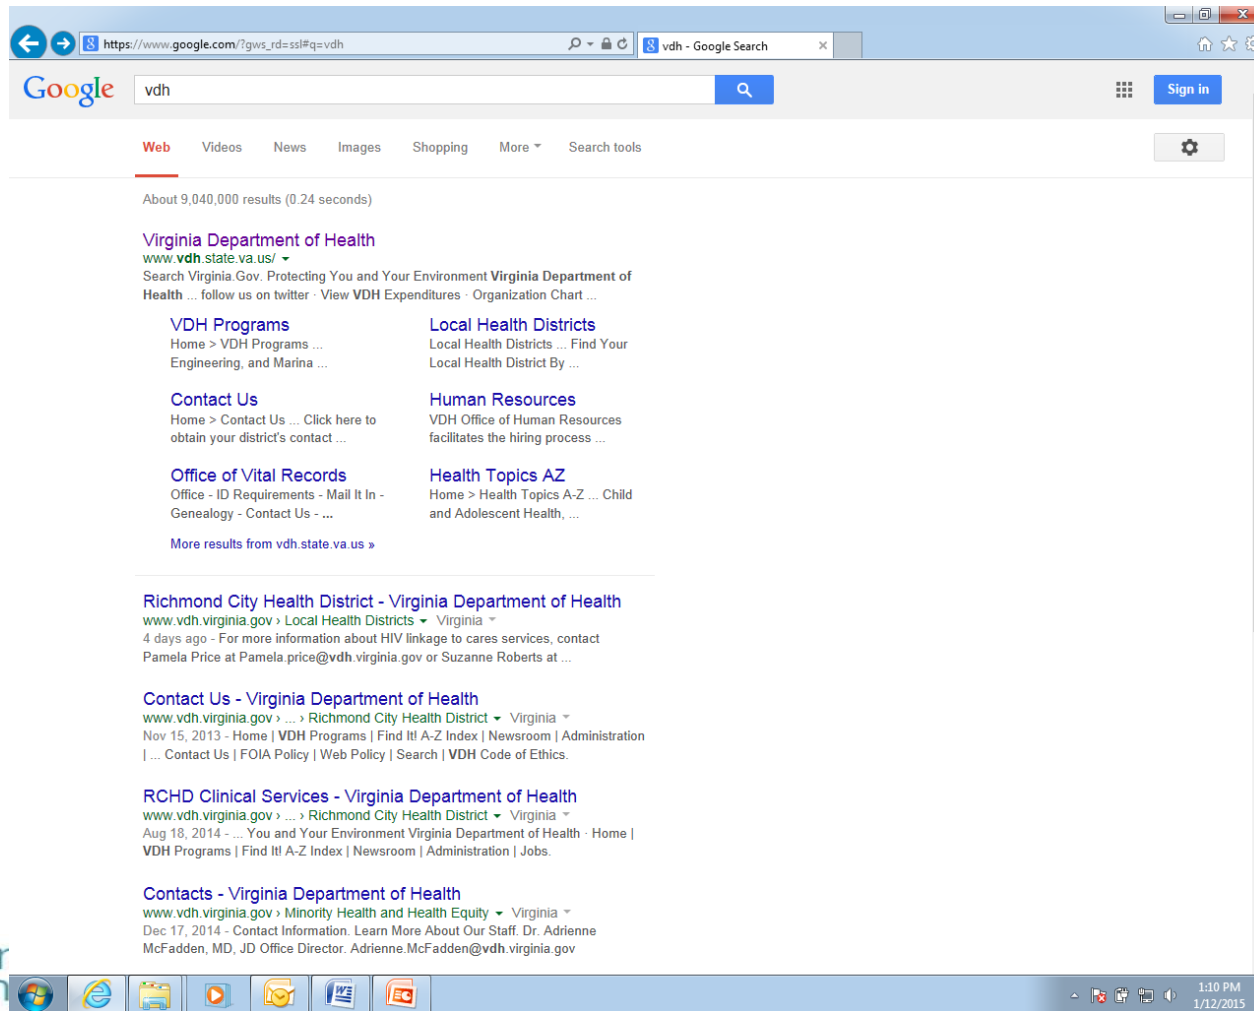 https://www.google.com/?gws_rd=ssl#q=vdh
vdh - Google Search
Google
vdh
Sign in
Web Videos News Images Shopping More Search tools
About 9,040,000 results (0.24 seconds)
Virginia Department of Health
www.vdh.state.va.us/
Search Virginia.Gov. Protecting You and Your Environment Virginia Department of
Health ... follow us on twitter · View VDH Expenditures · Organization Chart ...
VDH Programs
Home > VDH Programs ...
Engineering, and Marina ...
Local Health Districts
Local Health Districts ... Find Your
Local Health District By ...
Contact Us
Home > Contact Us ... Click here to
obtain your district's contact ...
Human Resources
VDH Office of Human Resources
facilitates the hiring process ...
Office of Vital Records
Office - ID Requirements - Mail It In -
Genealogy - Contact Us - ...
Health Topics AZ
Home > Health Topics A-Z ... Child
and Adolescent Health, ...
More results from vdh.state.va.us »
Richmond City Health District - Virginia Department of Health
www.vdh.virginia.gov › Local Health Districts Virginia
4 days ago - For more information about HIV linkage to cares services, contact
Pamela Price at Pamela.price@vdh.virginia.gov or Suzanne Roberts at ...
Contact Us - Virginia Department of Health
www.vdh.virginia.gov › ... › Richmond City Health District Virginia
Nov 15, 2013 - Home | VDH Programs | Find It! A-Z Index | Newsroom | Administration
| ... Contact Us | FOIA Policy | Web Policy | Search | VDH Code of Ethics.
RCHD Clinical Services - Virginia Department of Health
www.vdh.virginia.gov › ... › Richmond City Health District Virginia
Aug 18, 2014 - ... You and Your Environment Virginia Department of Health · Home |
VDH Programs | Find It! A-Z Index | Newsroom | Administration | Jobs.
Contacts - Virginia Department of Health
www.vdh.virginia.gov › Minority Health and Health Equity Virginia
Dec 17, 2014 - Contact Information. Learn More About Our Staff. Dr. Adrienne
McFadden, MD, JD Office Director. Adrienne.McFadden@vdh.virginia.gov
1:10 PM
1/12/2015